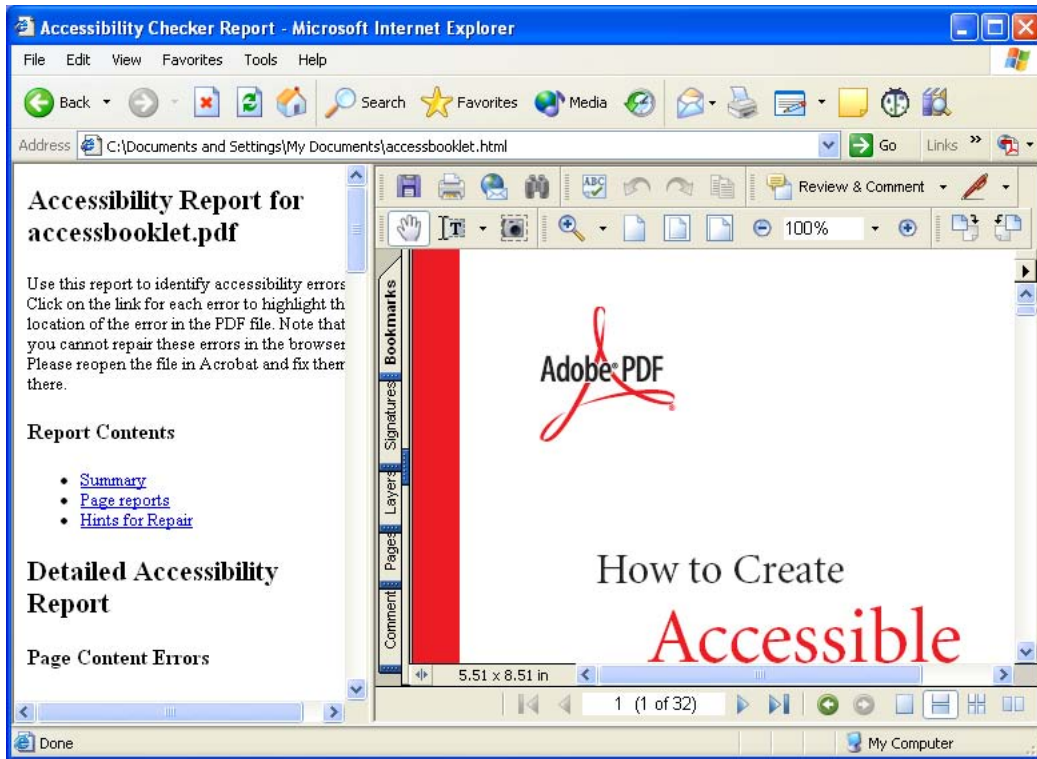 Accessibility Checker Report - Microsoft Internet Explorer
File Edit View Favorites Tools Help
Back Search Favorites Media
Address C:\Documents and Settings\My Documents\accessbooklet.html Go Links »
Accessibility Report for
accessbooklet.pdf
Use this report to identify accessibility errors
Click on the link for each error to highlight th
location of the error in the PDF file. Note that
you cannot repair these errors in the browser
Please reopen the file in Acrobat and fix them
there.
Report Contents
• Summary
• Page reports
• Hints for Repair
Detailed Accessibility
Report
Page Content Errors
ABC Review & Comment
T 100%
Bookmarks
Signatures
Layers
Pages
Comment
Adobe® PDF
How to Create
Accessible
5.51 x 8.51 in
1 (1 of 32)
Done My Computer